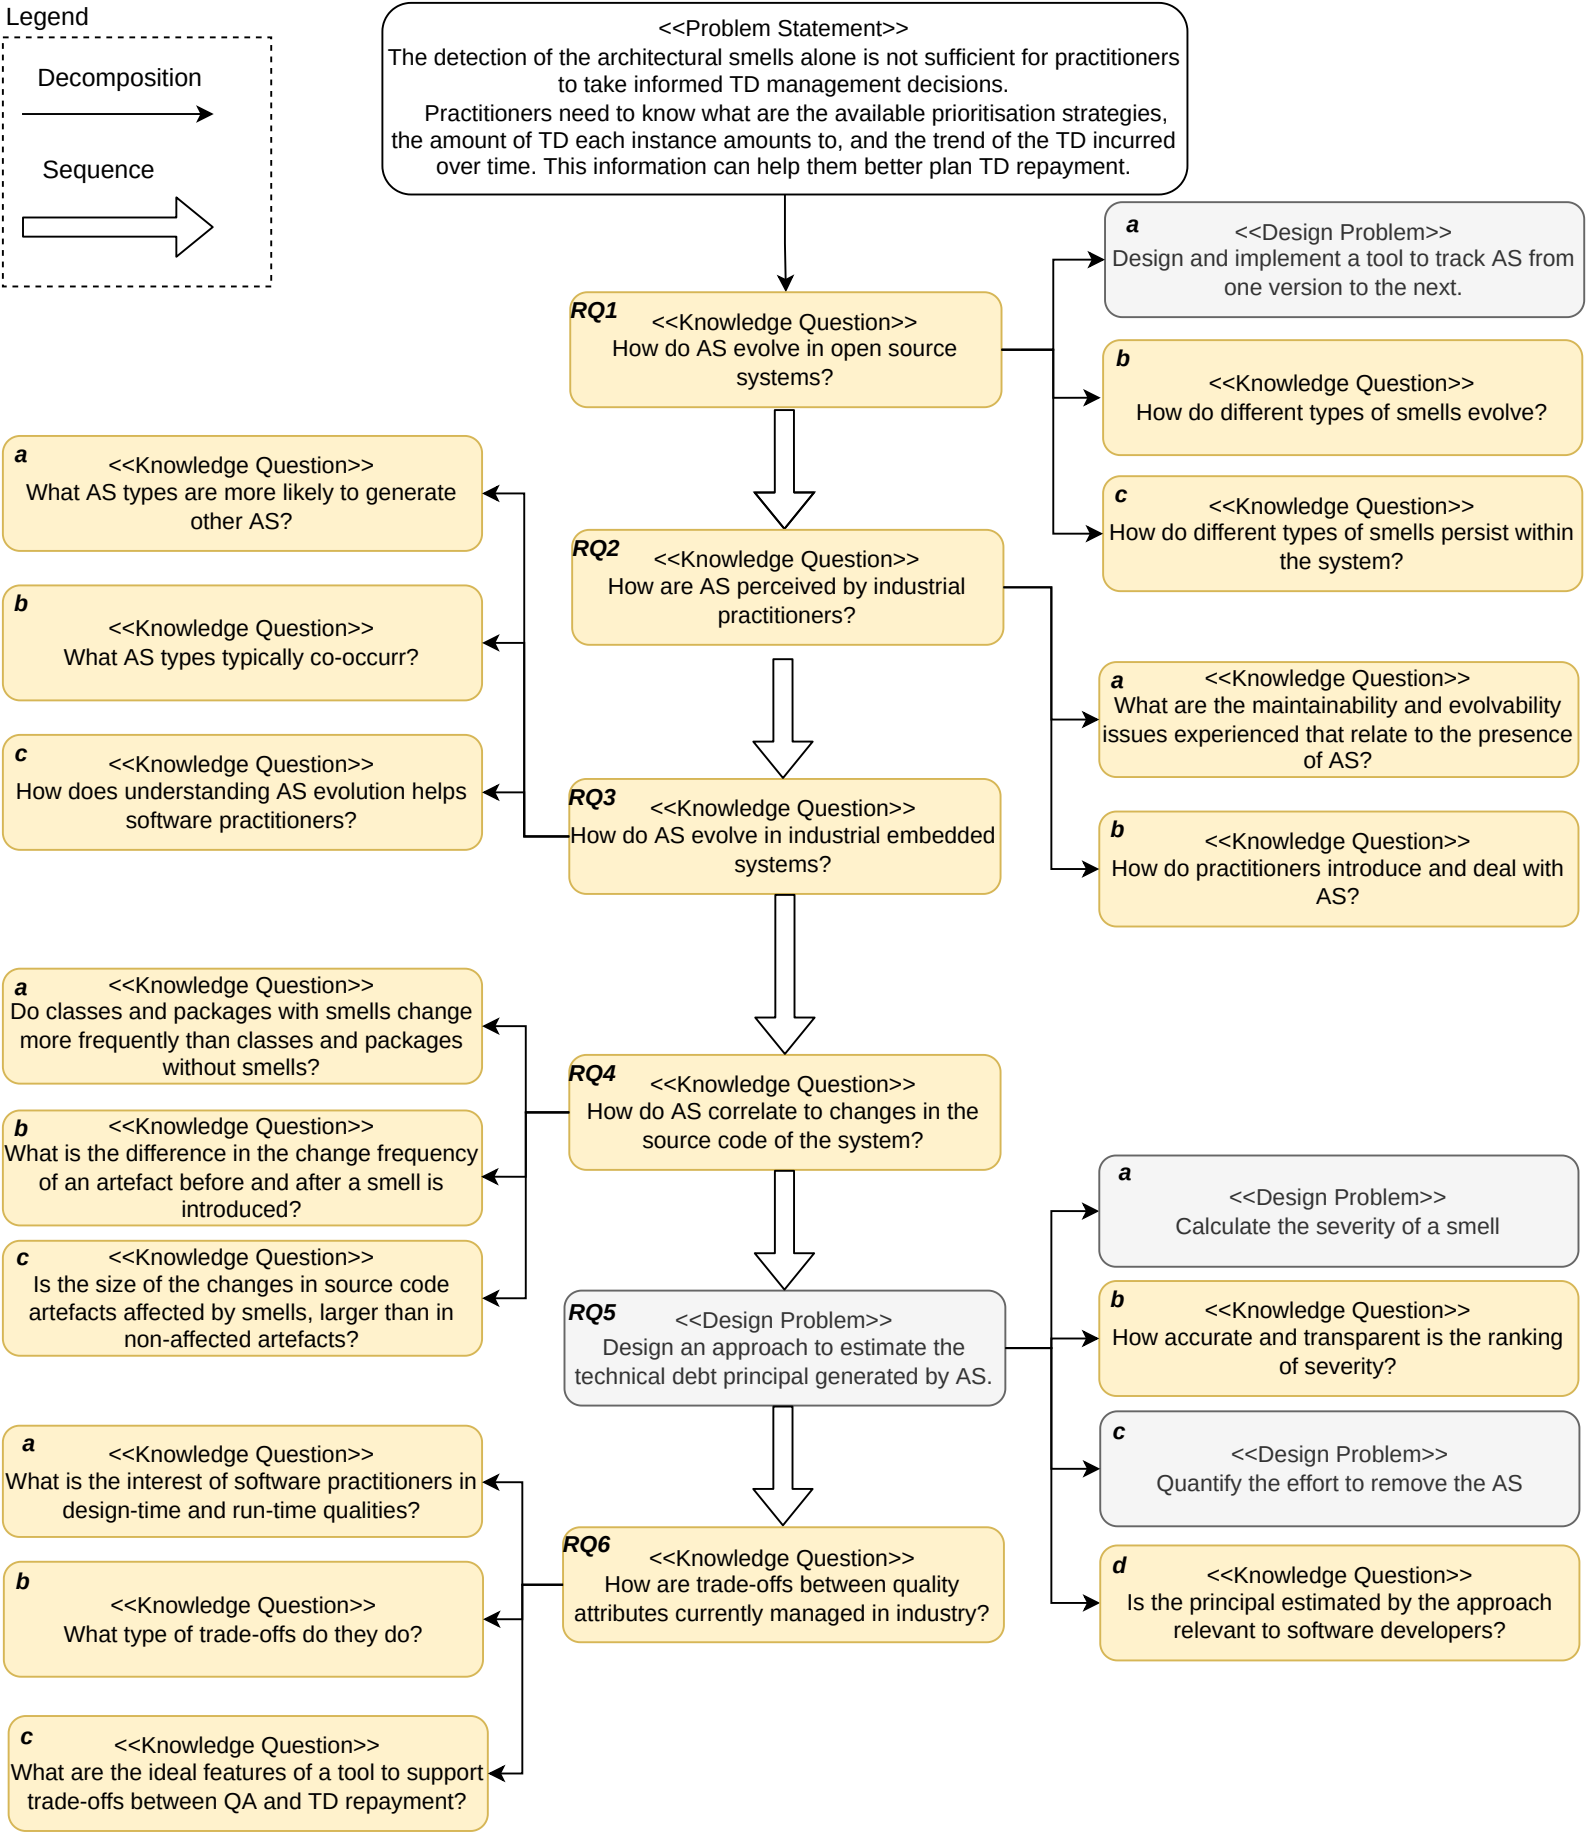 Legend
Decomposition
Sequence
<<Problem Statement>>
The detection of the architectural smells alone is not sufficient for practitioners
to take informed TD management decisions.
Practitioners need to know what are the available prioritisation strategies,
the amount of TD each instance amounts to, and the trend of the TD incurred
over time. This information can help them better plan TD repayment.
RQ1
<<Knowledge Question>>
How do AS evolve in open source
systems?
a
<<Design Problem>>
Design and implement a tool to track AS from
one version to the next.
b
<<Knowledge Question>>
How do different types of smells evolve?
c
<<Knowledge Question>>
How do different types of smells persist within
the system?
RQ2
<<Knowledge Question>>
How are AS perceived by industrial
practitioners?
a
<<Knowledge Question>>
What are the maintainability and evolvability
issues experienced that relate to the presence
of AS?
b
<<Knowledge Question>>
How do practitioners introduce and deal with
AS?
RQ3
<<Knowledge Question>>
How do AS evolve in industrial embedded
systems?
a
<<Knowledge Question>>
What AS types are more likely to generate
other AS?
b
<<Knowledge Question>>
What AS types typically co-occurr?
c
<<Knowledge Question>>
How does understanding AS evolution helps
software practitioners?
RQ4
<<Knowledge Question>>
How do AS correlate to changes in the
source code of the system?
a
<<Knowledge Question>>
Do classes and packages with smells change
more frequently than classes and packages
without smells?
b
<<Knowledge Question>>
What is the difference in the change frequency
of an artefact before and after a smell is
introduced?
c
<<Knowledge Question>>
Is the size of the changes in source code
artefacts affected by smells, larger than in
non-affected artefacts?
RQ5
<<Design Problem>>
Design an approach to estimate the
technical debt principal generated by AS.
a
<<Design Problem>>
Calculate the severity of a smell
b
<<Knowledge Question>>
How accurate and transparent is the ranking
of severity?
c
<<Design Problem>>
Quantify the effort to remove the AS
d
<<Knowledge Question>>
Is the principal estimated by the approach
relevant to software developers?
RQ6
<<Knowledge Question>>
How are trade-offs between quality
attributes currently managed in industry?
a
<<Knowledge Question>>
What is the interest of software practitioners in
design-time and run-time qualities?
b
<<Knowledge Question>>
What type of trade-offs do they do?
c
<<Knowledge Question>>
What are the ideal features of a tool to support
trade-offs between QA and TD repayment?